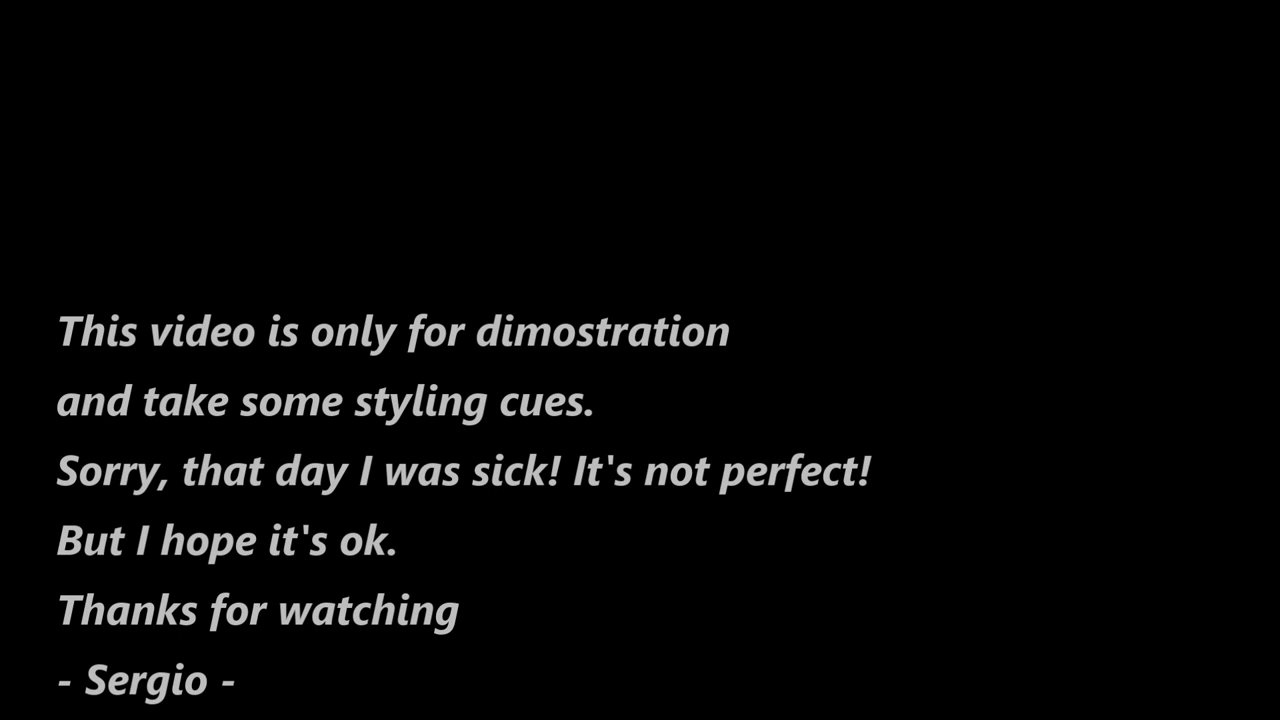 This video is only for dimostration
and take some styling cues.
Sorry, that day I was sick! It's not perfect!
But I hope it's ok.
Thanks for watching
- Sergio -